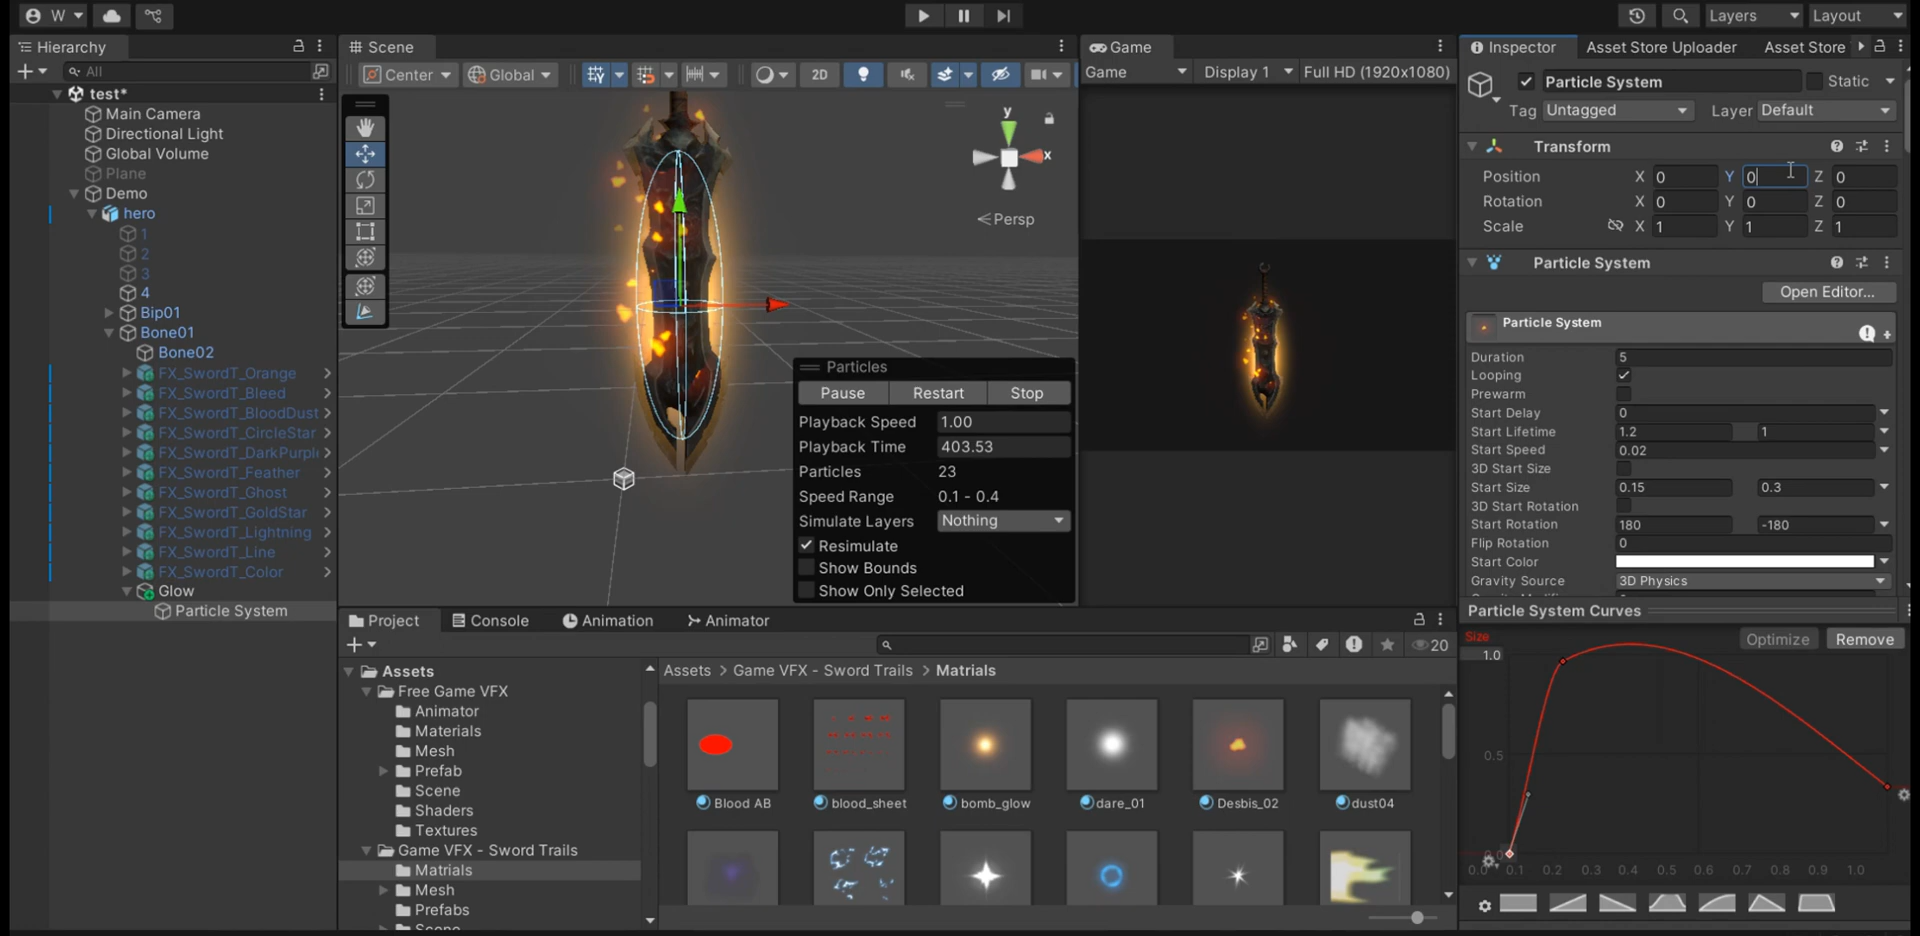 W
Layers
Layout
Hierarchy
Scene
Game
Inspector
Asset Store Uploader
Asset Store
All
Center
Global
2D
Game
Display 1
Full HD (1920x1080)
Particle System
Static
Tag Untagged
Layer Default
test*
Main Camera
Directional Light
Global Volume
Plane
Demo
hero
1
2
3
4
Bip01
Bone01
Bone02
FX_SwordT_Orange
FX_SwordT_Bleed
FX_SwordT_BloodDust
FX_SwordT_CircleStar
FX_SwordT_DarkPurple
FX_SwordT_Feather
FX_SwordT_Ghost
FX_SwordT_GoldStar
FX_SwordT_Lightning
FX_SwordT_Line
FX_SwordT_Color
Glow
Particle System
y
x
Persp
Particles
Pause
Restart
Stop
Playback Speed 1.00
Playback Time 403.53
Particles 23
Speed Range 0.1 - 0.4
Simulate Layers Nothing
Resimulate
Show Bounds
Show Only Selected
Transform
Position X 0 Y 0 Z 0
Rotation X 0 Y 0 Z 0
Scale X 1 Y 1 Z 1
Particle System
Open Editor...
Particle System
Duration 5
Looping
Prewarm
Start Delay 0
Start Lifetime 1.2 1
Start Speed 0.02
3D Start Size
Start Size 0.15 0.3
3D Start Rotation
Start Rotation 180 -180
Flip Rotation 0
Start Color
Gravity Source 3D Physics
Particle System Curves
Size
Optimize
Remove
1.0
0.5
0.0 0.1 0.2 0.3 0.4 0.5 0.6 0.7 0.8 0.9 1.0
Project
Console
Animation
Animator
20
Assets
Free Game VFX
Animator
Materials
Mesh
Prefab
Scene
Shaders
Textures
Game VFX - Sword Trails
Matrials
Mesh
Prefabs
Assets > Game VFX - Sword Trails > Matrials
Blood AB
blood_sheet
bomb_glow
dare_01
Desbis_02
dust04